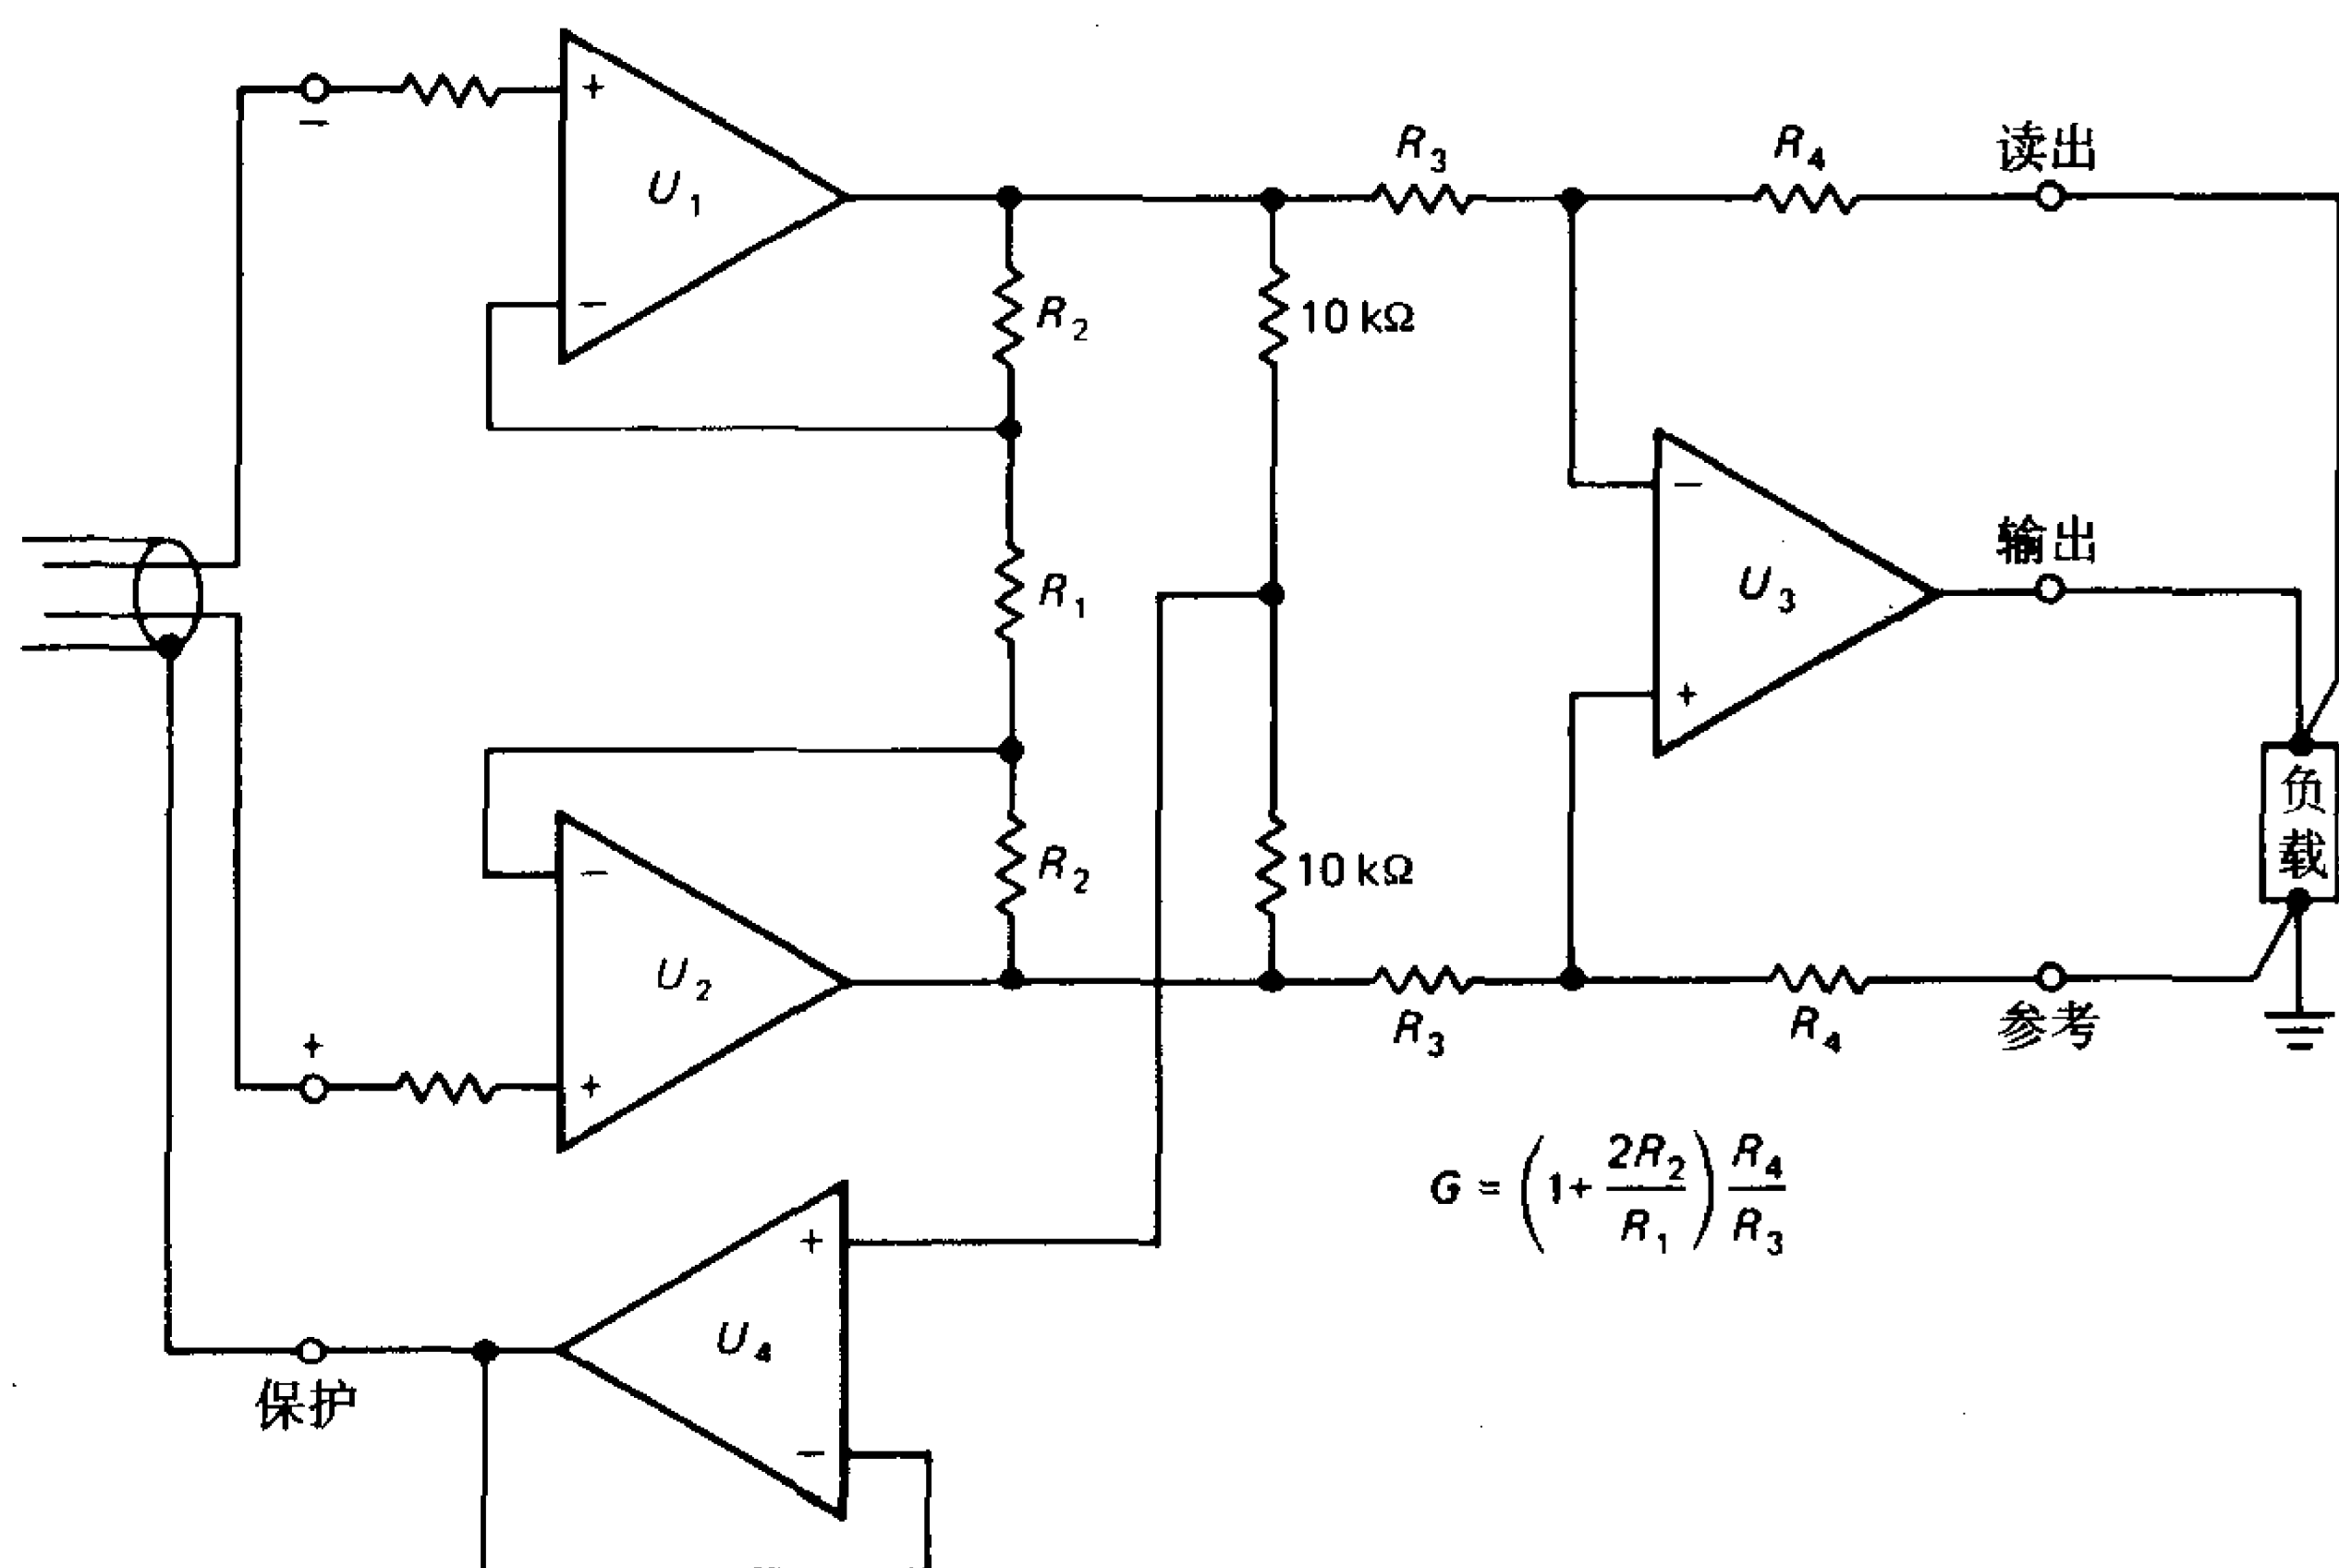 −
+
U1
−
R2
R1
R2
10 kΩ
10 kΩ
−
U2
+
+
R3
R4
读出
−
U3
+
输出
负
载
R3
R4
参考
G = (1+ 2R2/R1) R4/R3
+
U4
−
保护